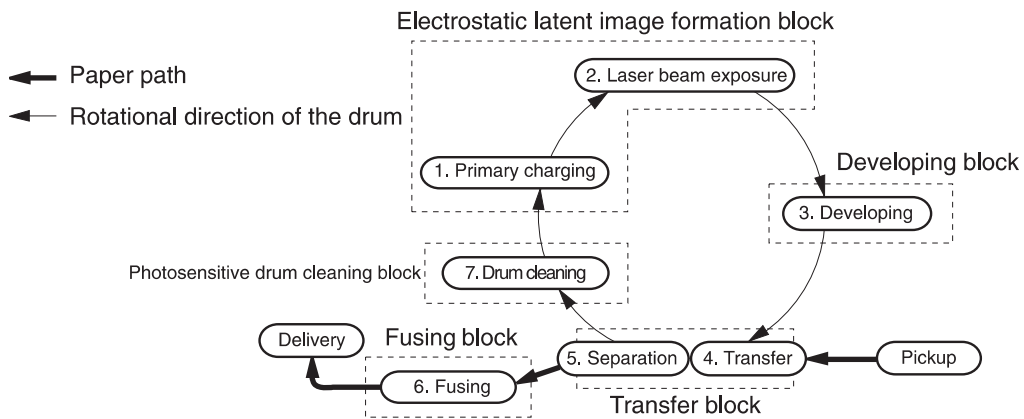 Electrostatic latent image formation block
Paper path
2. Laser beam exposure
Rotational direction of the drum
1. Primary charging
Developing block
3. Developing
Photosensitive drum cleaning block
7. Drum cleaning
Delivery
Fusing block
5. Separation
4. Transfer
Pickup
6. Fusing
Transfer block